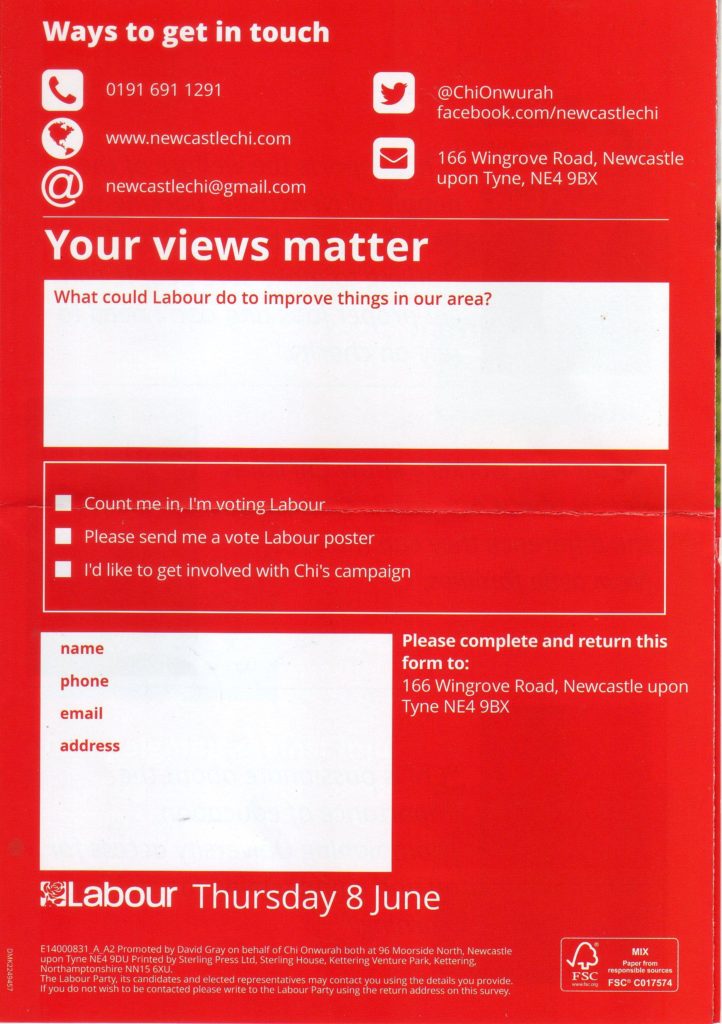 Ways to get in touch
0191 691 1291
www.newcastlechi.com
newcastlechi@gmail.com
@ChiOnwurah
facebook.com/newcastlechi
166 Wingrove Road, Newcastle
upon Tyne, NE4 9BX
Your views matter
What could Labour do to improve things in our area?
Count me in, I'm voting Labour
Please send me a vote Labour poster
I'd like to get involved with Chi's campaign
name
phone
email
address
Please complete and return this
form to:
166 Wingrove Road, Newcastle upon
Tyne NE4 9BX
Labour Thursday 8 June
E14000831_A_A2 Promoted by David Gray on behalf of Chi Onwurah both at 96 Moorside North, Newcastle
upon Tyne NE4 9DU Printed by Sterling Press Ltd, Sterling House, Kettering Venture Park, Kettering,
Northamptonshire NN15 6XU.
The Labour Party, its candidates and elected representatives may contact you using the details you provide.
If you do not wish to be contacted please write to the Labour Party using the return address on this survey.
DMK2249457
FSC
www.fsc.org
MIX
Paper from
responsible sources
FSC® C017574